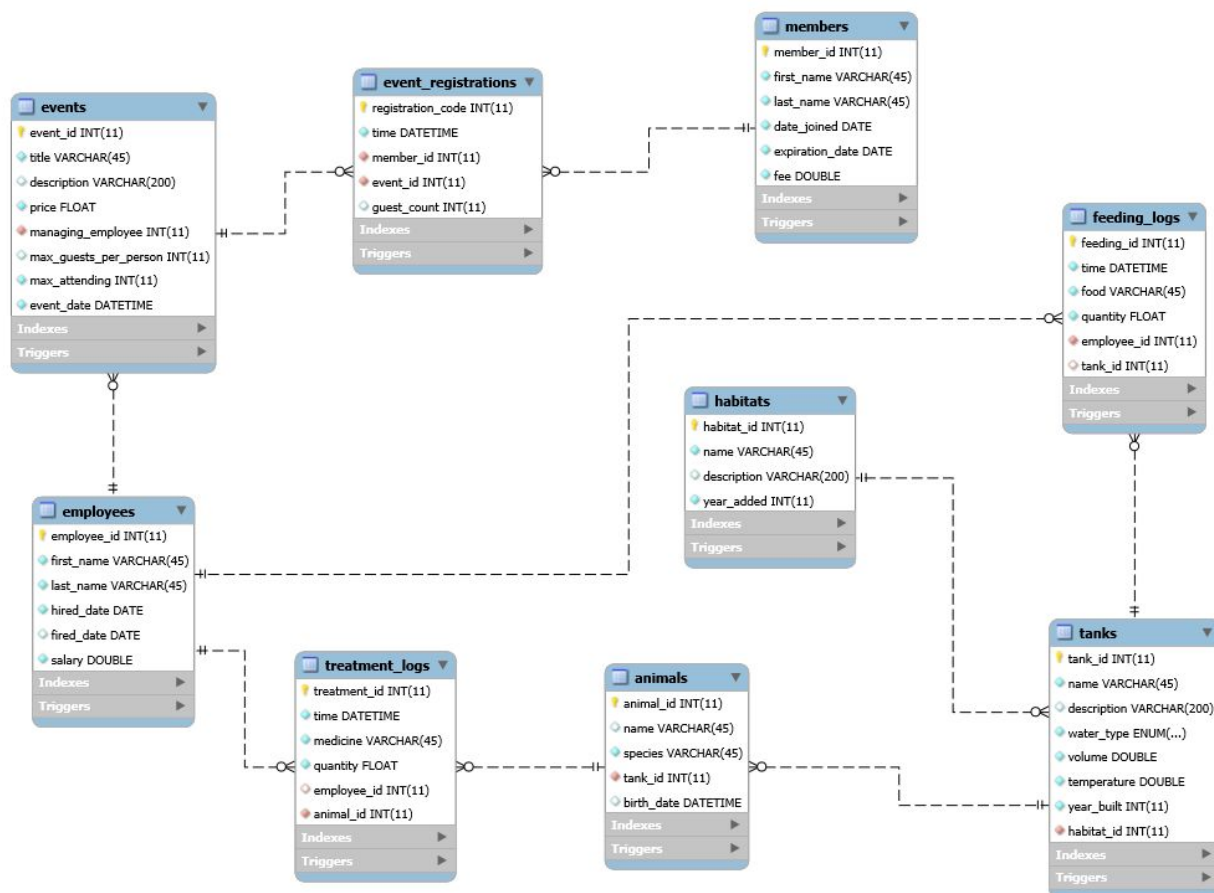 members
member_id INT(11)
first_name VARCHAR(45)
last_name VARCHAR(45)
date_joined DATE
expiration_date DATE
fee DOUBLE
Indexes
Triggers
event_registrations
registration_code INT(11)
time DATETIME
member_id INT(11)
event_id INT(11)
guest_count INT(11)
Indexes
Triggers
events
event_id INT(11)
title VARCHAR(45)
description VARCHAR(200)
price FLOAT
managing_employee INT(11)
max_guests_per_person INT(11)
max_attending INT(11)
event_date DATETIME
Indexes
Triggers
feeding_logs
feeding_id INT(11)
time DATETIME
food VARCHAR(45)
quantity FLOAT
employee_id INT(11)
tank_id INT(11)
Indexes
Triggers
habitats
habitat_id INT(11)
name VARCHAR(45)
description VARCHAR(200)
year_added INT(11)
Indexes
Triggers
employees
employee_id INT(11)
first_name VARCHAR(45)
last_name VARCHAR(45)
hired_date DATE
fired_date DATE
salary DOUBLE
Indexes
Triggers
treatment_logs
treatment_id INT(11)
time DATETIME
medicine VARCHAR(45)
quantity FLOAT
employee_id INT(11)
animal_id INT(11)
Indexes
Triggers
animals
animal_id INT(11)
name VARCHAR(45)
species VARCHAR(45)
tank_id INT(11)
birth_date DATETIME
Indexes
Triggers
tanks
tank_id INT(11)
name VARCHAR(45)
description VARCHAR(200)
water_type ENUM(...)
volume DOUBLE
temperature DOUBLE
year_built INT(11)
habitat_id INT(11)
Indexes
Triggers